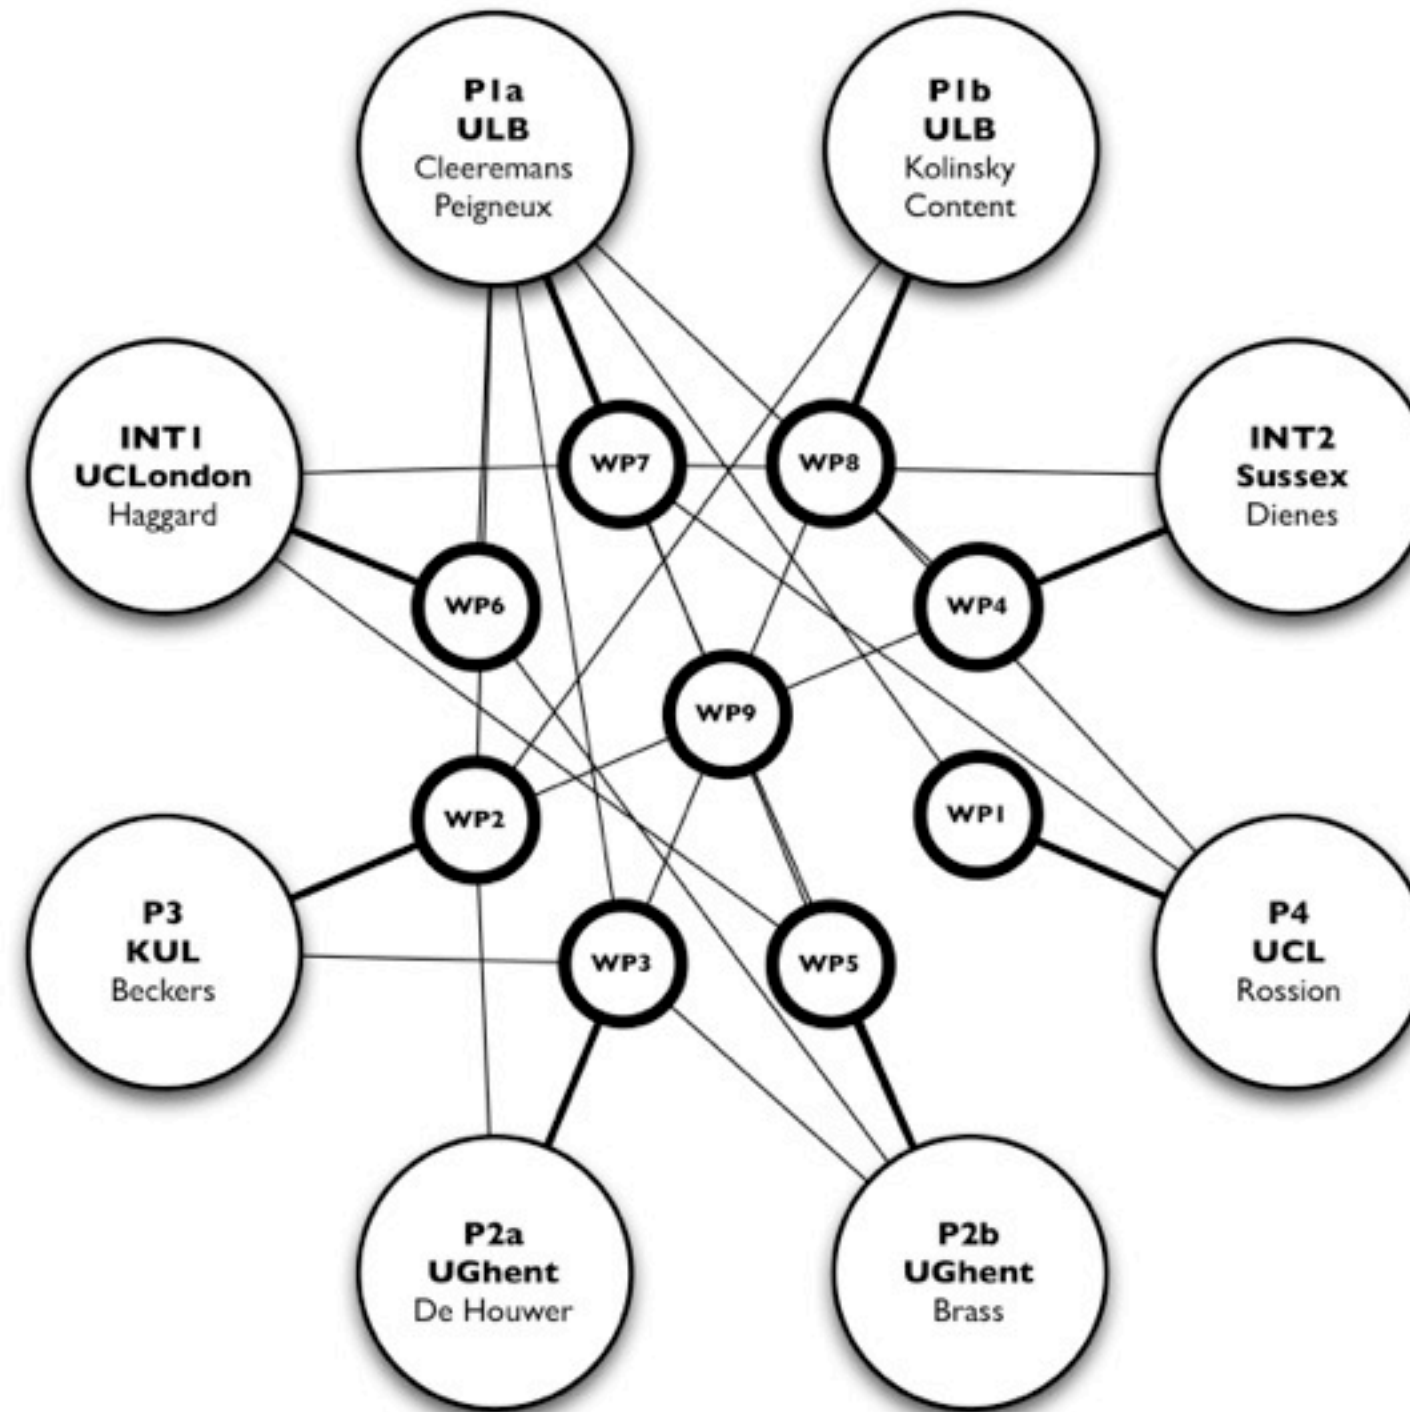 P1a
ULB
Cleeremans
Peigneux
P1b
ULB
Kolinsky
Content
INT1
UCLondon
Haggard
WP7
WP8
INT2
Sussex
Dienes
WP6
WP4
WP9
WP2
WP1
P3
KUL
Beckers
WP3
WP5
P4
UCL
Rossion
P2a
UGhent
De Houwer
P2b
UGhent
Brass